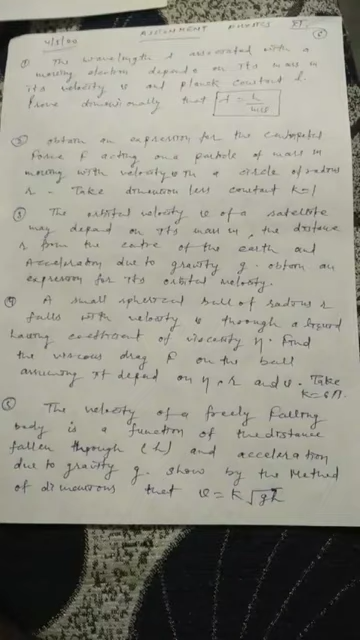 4/5/20 ASSIGNMENT PHYSICS XI.
① The wavelength λ associated with a
moving electron depends on its mass m
its velocity v and planck constant h.
Prove dimensionally that λ = h/mv
② obtain an expression for the centripetal
force F acting on a particle of mass m
moving with velocity v in a circle of radius
r - Take dimension less constant k=1
③ The orbital velocity v of a satellite
may depend on its mass m, the distance
r from the centre of the earth and
Acceleration due to gravity g. obtain an
expression for its orbital velocity.
④ A small spherical ball of radius r
falls with velocity v through a liquid
having coefficient of viscosity η. Find
the viscous drag F on the ball
assuming it depend on η, r and v. Take
K=6π.
⑤ The velocity of a freely falling
body is a function of the distance
fallen through (h) and acceleration
due to gravity g. show by the Method
of dimensions that v = K √gh